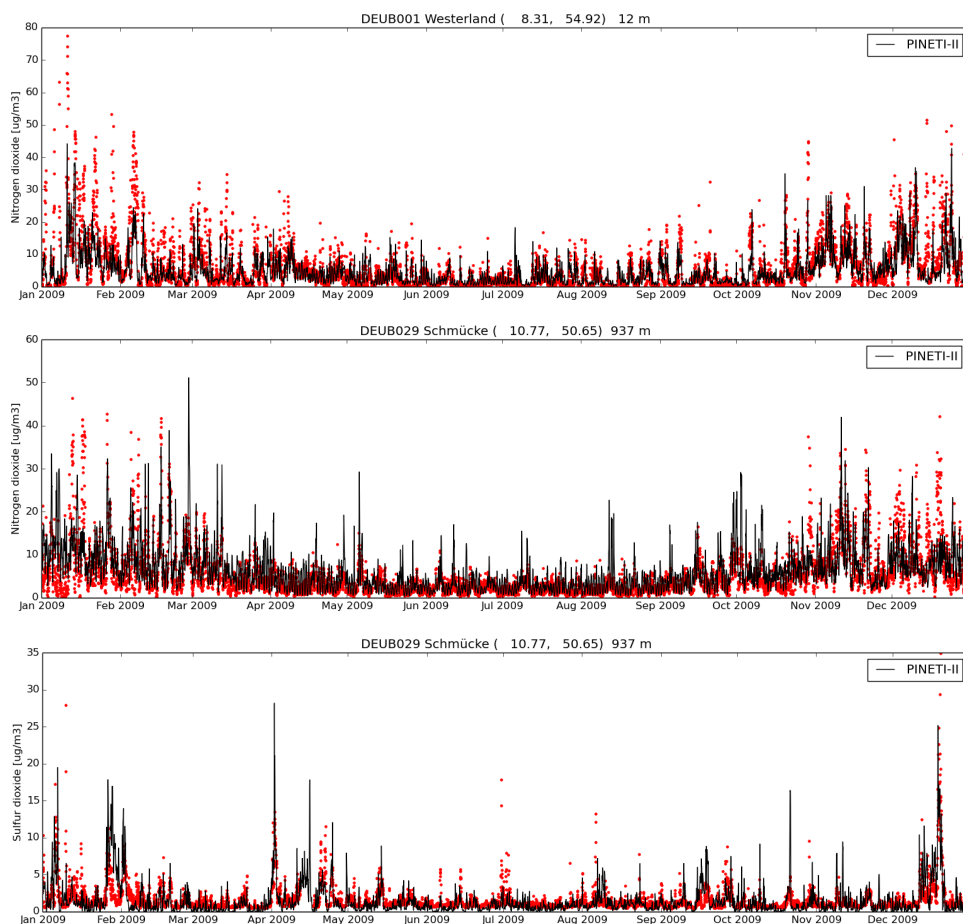 DEUB001 Westerland ( 8.31, 54.92) 12 m
PINETI-II
Nitrogen dioxide [ug/m3]
80
70
60
50
40
30
20
10
0
Jan 2009 Feb 2009 Mar 2009 Apr 2009 May 2009 Jun 2009 Jul 2009 Aug 2009 Sep 2009 Oct 2009 Nov 2009 Dec 2009
DEUB029 Schmücke ( 10.77, 50.65) 937 m
PINETI-II
Nitrogen dioxide [ug/m3]
60
50
40
30
20
10
0
Jan 2009 Feb 2009 Mar 2009 Apr 2009 May 2009 Jun 2009 Jul 2009 Aug 2009 Sep 2009 Oct 2009 Nov 2009 Dec 2009
DEUB029 Schmücke ( 10.77, 50.65) 937 m
PINETI-II
Sulfur dioxide [ug/m3]
35
30
25
20
15
10
5
0
Jan 2009 Feb 2009 Mar 2009 Apr 2009 May 2009 Jun 2009 Jul 2009 Aug 2009 Sep 2009 Oct 2009 Nov 2009 Dec 2009